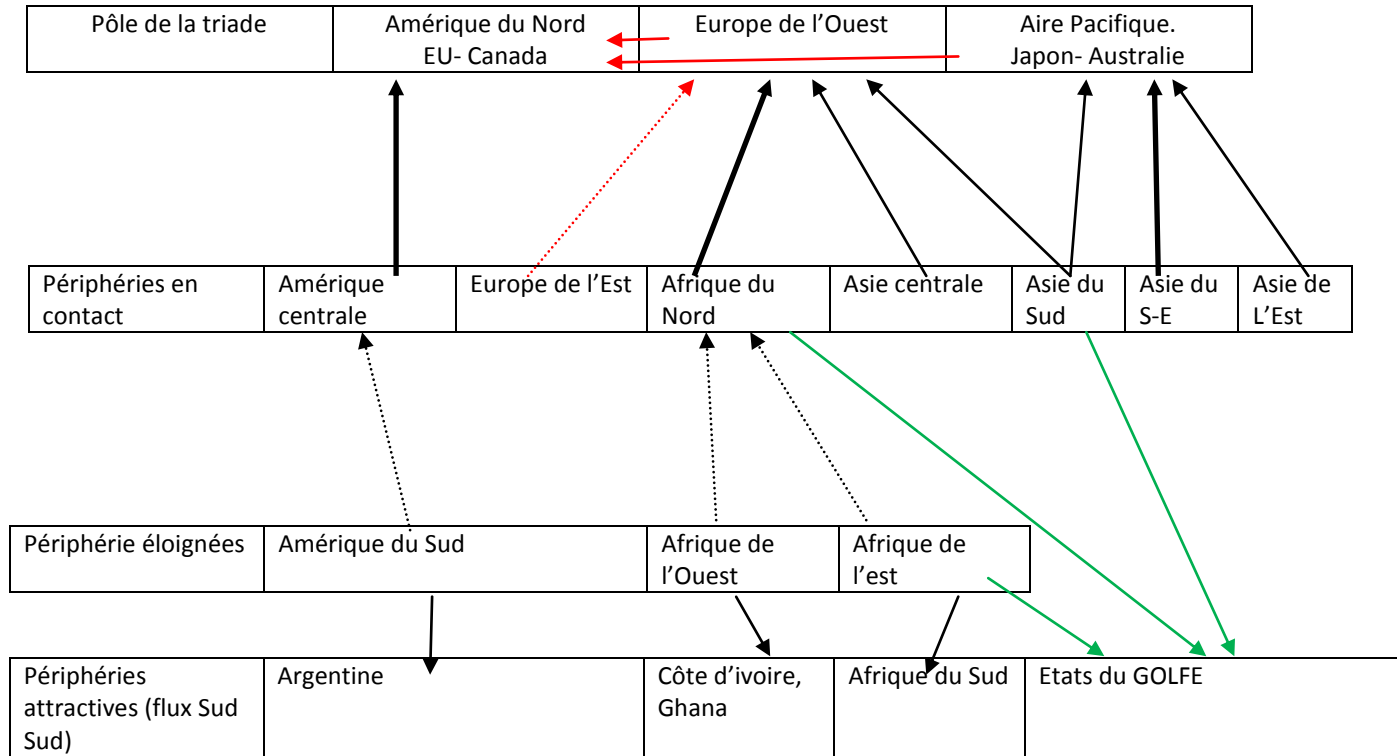 Pôle de la triade
Amérique du Nord
EU- Canada
Europe de l’Ouest
Aire Pacifique.
Japon- Australie
Périphéries en
contact
Amérique
centrale
Europe de l’Est
Afrique du
Nord
Asie centrale
Asie du
Sud
Asie du
S-E
Asie de
L’Est
Périphérie éloignées
Amérique du Sud
Afrique de
l’Ouest
Afrique de
l’est
Périphéries
attractives (flux Sud
Sud)
Argentine
Côte d’ivoire,
Ghana
Afrique du Sud
Etats du GOLFE